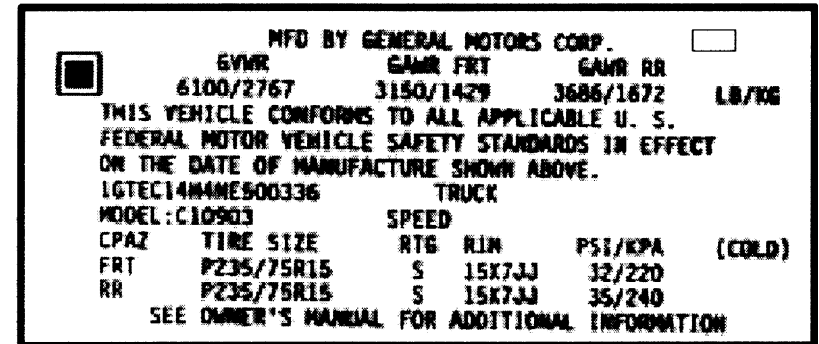 MFD BY GENERAL MOTORS CORP.
GVWR GAWR FRT GAWR RR
6100/2767 3150/1429 3686/1672 LB/KG
THIS VEHICLE CONFORMS TO ALL APPLICABLE U. S.
FEDERAL MOTOR VEHICLE SAFETY STANDARDS IN EFFECT
ON THE DATE OF MANUFACTURE SHOWN ABOVE.
1GTEC14M4ME500336 TRUCK
MODEL:C10903 SPEED
CPAZ TIRE SIZE RTG RIM PSI/KPA (COLD)
FRT P235/75R15 S 15X7JJ 32/220
RR P235/75R15 S 15X7JJ 35/240
SEE OWNER'S MANUAL FOR ADDITIONAL INFORMATION